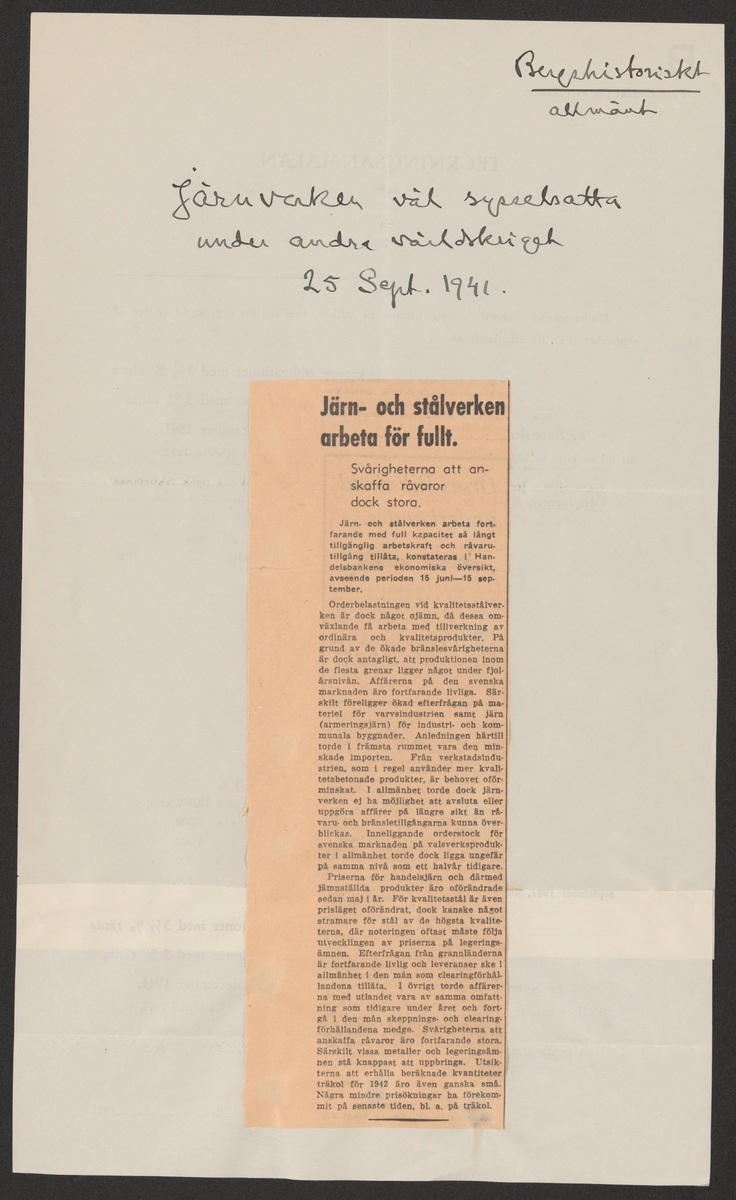 Bergshistoriskt
allmänt
Järnverken väl sysselsatta
under andra världskriget
25 Sept. 1941.
Järn- och stålverken
arbeta för fullt.
Svårigheterna att an-
skaffa råvaror
dock stora.
Järn- och stålverken arbeta fort-
farande med full kapacitet så långt
tillgänglig arbetskraft och råvaru-
tillgång tillåta, konstateras i Han-
delsbankens ekonomiska översikt,
avseende perioden 15 juni—15 sep-
tember.
Orderbelastningen vid kvalitetsstålver-
ken är dock något ojämn, då dessa om-
växlande få arbeta med tillverkning av
ordinära och kvalitetsprodukter. På
grund av de ökade bränslesvårigheterna
är dock antagligt, att produktionen inom
de flesta grenar ligger något under fjol-
årsnivån. Affärerna på den svenska
marknaden äro fortfarande livliga. Sär-
skilt föreligger ökad efterfrågan på ma-
teriel för varvsindustrien samt järn
(armeringsjärn) för industri- och kom-
munala byggnader. Anledningen härtill
torde i främsta rummet vara den min-
skade importen. Från verkstadsindu-
strien, som i regel använder mer kvali-
tetsbetonade produkter, är behovet oför-
minskat. I allmänhet torde dock järn-
verken ej ha möjlighet att avsluta eller
uppgöra affärer på längre sikt än rå-
varu- och bränsletillgångarna kunna över-
blickas. Inneliggande orderstock för
svenska marknaden på valsverksproduk-
ter i allmänhet torde dock ligga ungefär
på samma nivå som ett halvår tidigare.
Priserna för handelsjärn och därmed
jämnställda produkter äro oförändrade
sedan maj i år. För kvalitetsstål är även
prisläget oförändrat, dock kanske något
stramare för stål av de högsta kvalite-
terna, där noteringen oftast måste följa
utvecklingen av priserna på legerings-
ämnen. Efterfrågan från grannländerna
är fortfarande livlig och leveranser ske i
allmänhet i den mån som clearingförhål-
landena tillåta. I övrigt torde affärer-
na med utlandet vara av samma omfatt-
ning som tidigare under året och fort-
gå i den mån skeppnings- och clearing-
förhållandena medge. Svårigheterna att
anskaffa råvaror äro fortfarande stora.
Särskilt vissa metaller och legeringsäm-
nen stå knappast att uppbringa. Utsik-
terna att erhålla beräknade kvantiteter
träkol för 1942 äro även ganska små.
Några mindre prisökningar ha förekom-
mit på senaste tiden, bl. a. på träkol.